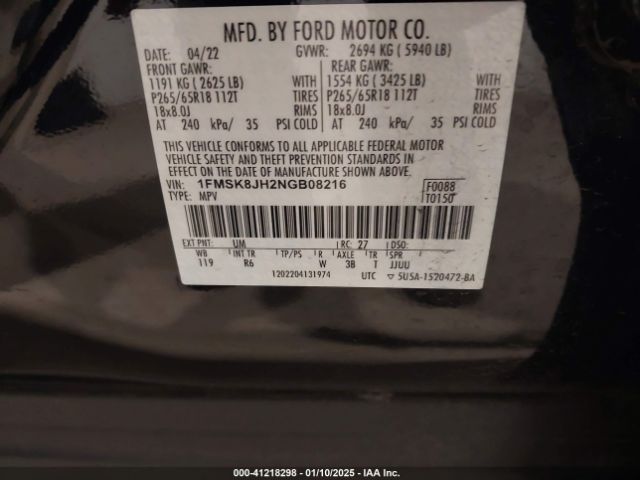 MFD. BY FORD MOTOR CO.
DATE: 04/22 GVWR: 2694 KG ( 5940 LB)
FRONT GAWR: REAR GAWR:
1191 KG ( 2625 LB) WITH 1554 KG ( 3425 LB) WITH
P265/65R18 112T TIRES P265/65R18 112T TIRES
18x8.0J RIMS 18x8.0J RIMS
AT 240 kPa/ 35 PSI COLD AT 240 kPa/ 35 PSI COLD
THIS VEHICLE CONFORMS TO ALL APPLICABLE FEDERAL MOTOR
VEHICLE SAFETY AND THEFT PREVENTION STANDARDS IN
EFFECT ON THE DATE OF MANUFACTURE SHOWN ABOVE.
VIN: 1FMSK8JH2NGB08216 F0088
TYPE: MPV T0150
EXT PNT: UM RC: 27 DSO:
WB INT TR TP/PS R AXLE TR SPR
119 R6 W 3B T JJUU
1202204131974 UTC ▽ 5USA-1520472-BA
000-41218298 - 01/10/2025 - IAA Inc.